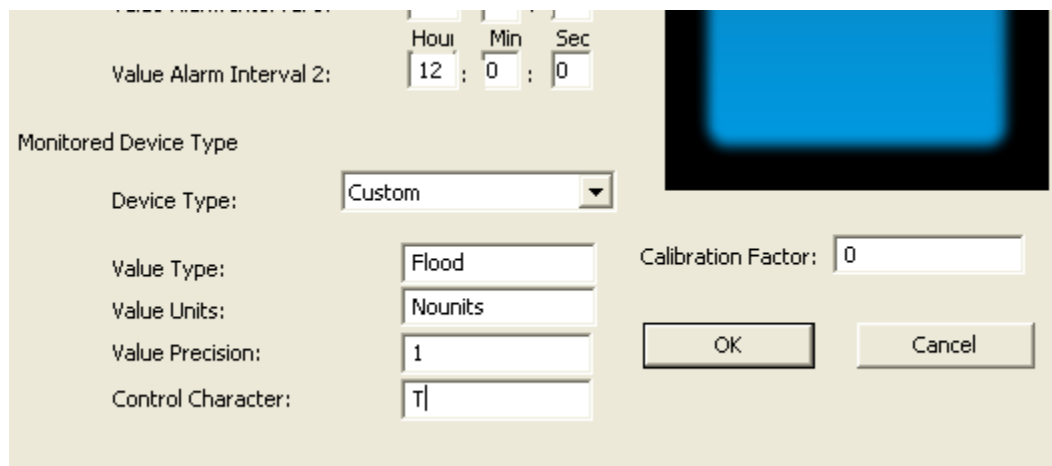 Hour Min Sec
Value Alarm Interval 2: 12 : 0 : 0
Monitored Device Type
Device Type: Custom
Value Type: Flood Calibration Factor: 0
Value Units: Nounits
Value Precision: 1 OK Cancel
Control Character: T